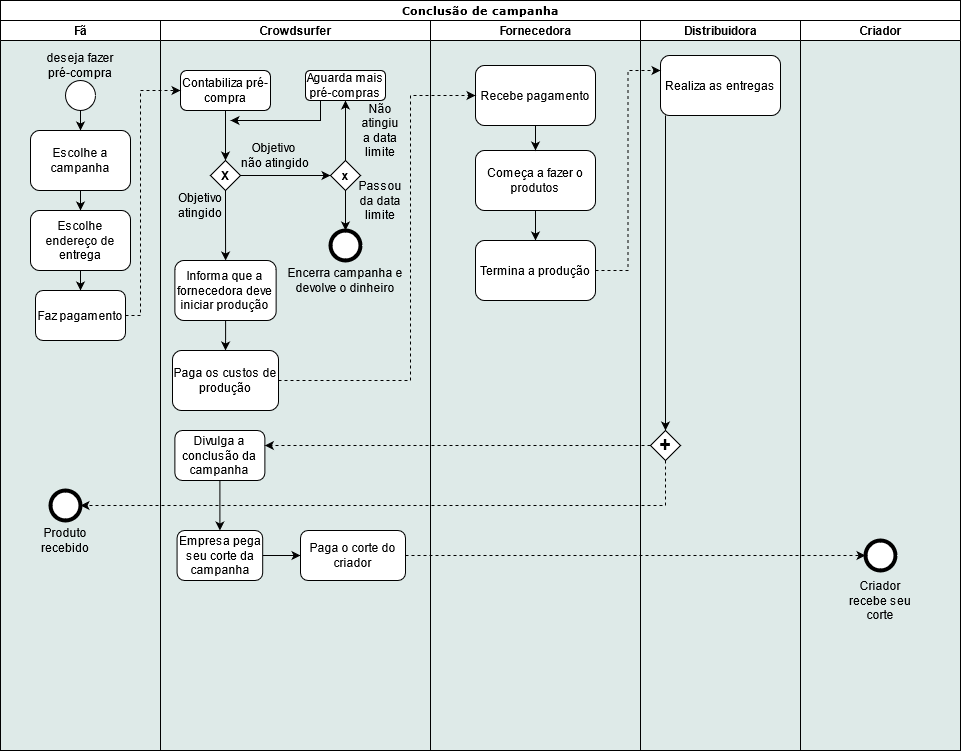 Conclusão de campanha
Fã
Crowdsurfer
Fornecedora
Distribuidora
Criador
deseja fazer
pré-compra
Escolhe a
campanha
Escolhe
endereço de
entrega
Faz pagamento
Produto
recebido
Contabiliza pré-
compra
Aguarda mais
pré-compras
Não
atingiu
a data
limite
Objetivo
não atingido
X
x
Objetivo
atingido
Passou
da data
limite
Encerra campanha e
devolve o dinheiro
Informa que a
fornecedora deve
iniciar produção
Paga os custos de
produção
Divulga a
conclusão da
campanha
Empresa pega
seu corte da
campanha
Paga o corte do
criador
Recebe pagamento
Começa a fazer o
produtos
Termina a produção
Realiza as entregas
Criador
recebe seu
corte